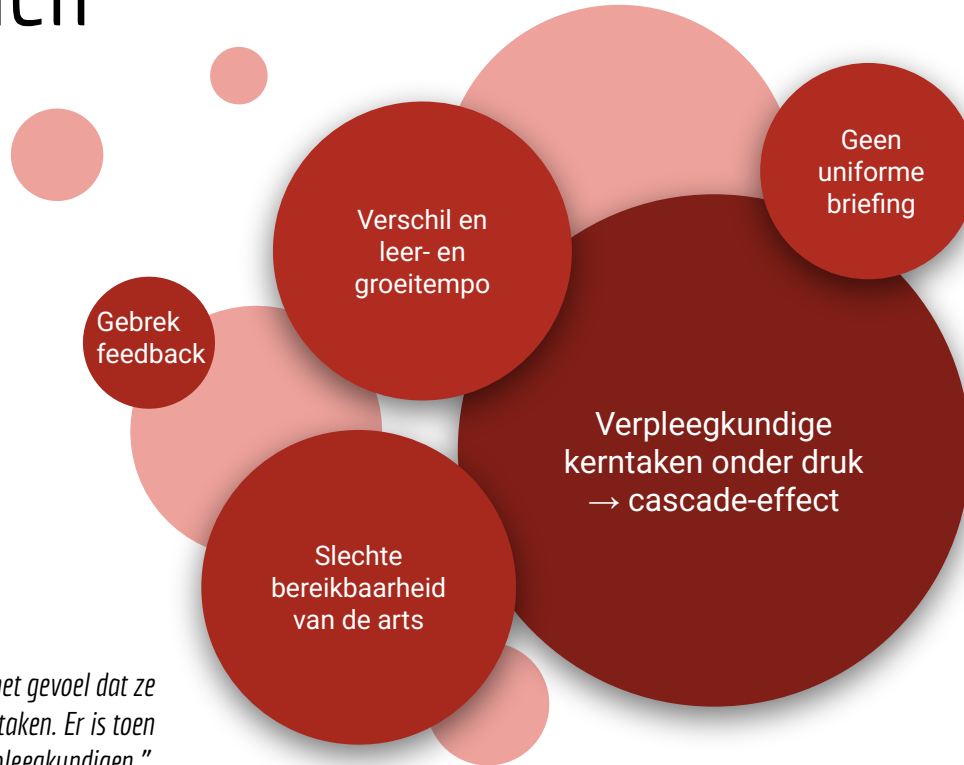 Geen
uniforme
briefing
Verschil en
leer- en
groeitempo
Gebrek
feedback
Verpleegkundige
kerntaken onder druk
→ cascade-effect
Slechte
bereikbaarheid
van de arts
gevoel dat ze
taken. Er is toen